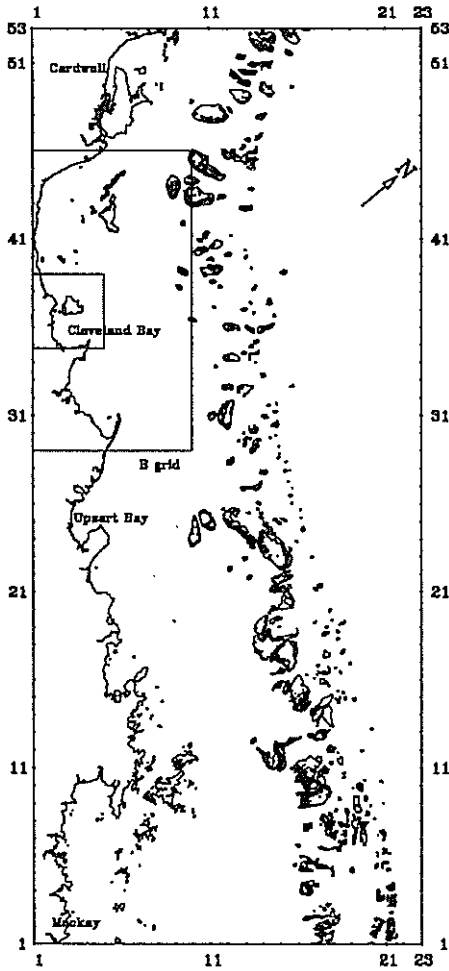 1 11 21 23
53 53
51 51
Cardwell
N
41 41
Cleveland Bay
31 31
B grid
Upsart Bay
21 21
11 11
Mackay
1 1
1 11 21 23